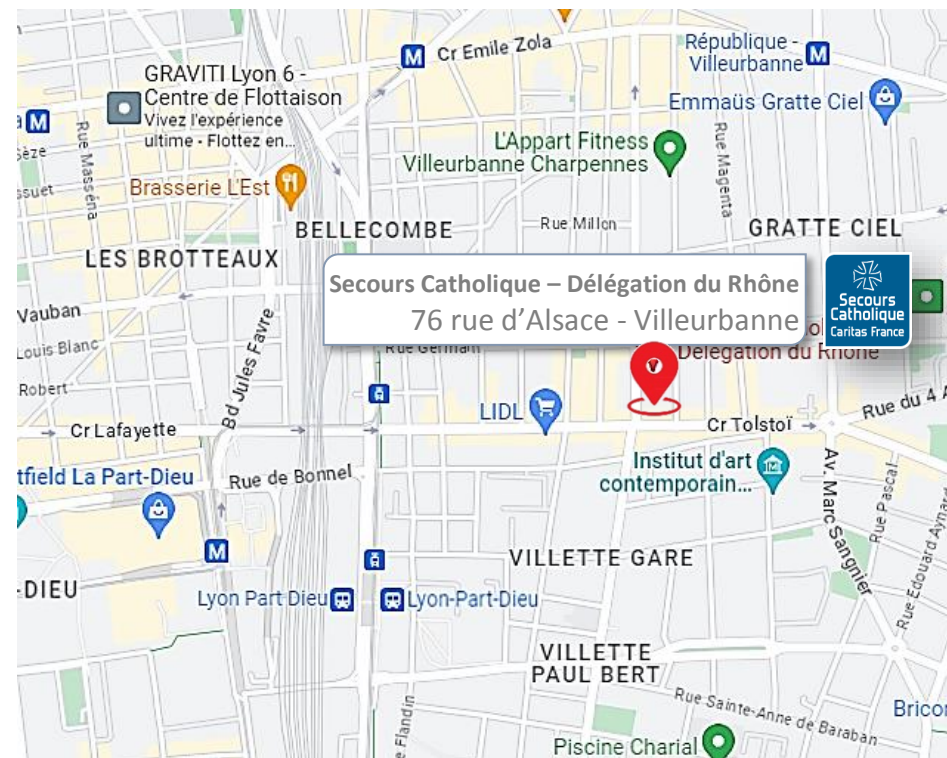 M
Cr Emile Zola
République -
Villeurbanne
M
GRAVITI Lyon 6 -
Centre de Flottaison
Vivez l'expérience
ultime - Flottez en...
Emmaüs Gratte Ciel
M
Rue Masséna
L'Appart Fitness
Villeurbanne Charpennes
Rue Magenta
Brasserie L'Est
BELLECOMBE
Rue Millon
GRATTE CIEL
LES BROTTEAUX
Secours Catholique – Délégation du Rhône
76 rue d'Alsace - Villeurbanne
Secours
Catholique
Caritas France
Vauban
Louis Blanc
Rue Germain
Délégation du Rhône
Robert
Bd Jules Favre
LIDL
Cr Lafayette
Cr Tolstoï
Rue du 4 A
tfield La Part-Dieu
Rue de Bonnel
Institut d'art
contemporain...
Av. Marc Sangnier
Rue Pascal
Rue Edouard Aynard
M
VILLETTE GARE
-DIEU
Lyon Part Dieu
Lyon-Part-Dieu
VILLETTE
PAUL BERT
Rue Sainte-Anne de Baraban
Bricor
e Flandin
Piscine Charial